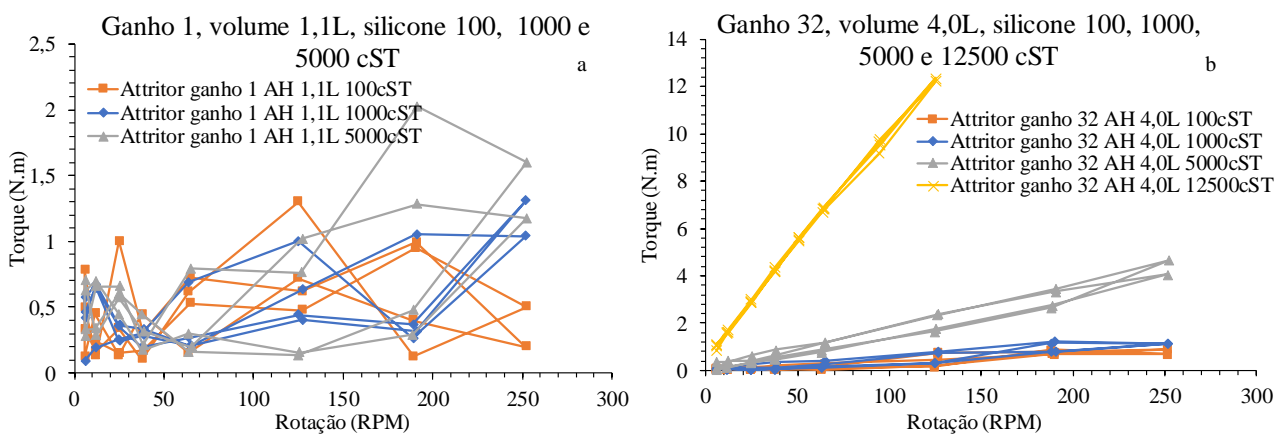 Ganho 1, volume 1,1L, silicone 100, 1000 e
5000 cST
a
Attritor ganho 1 AH 1,1L 100cST
Attritor ganho 1 AH 1,1L 1000cST
Attritor ganho 1 AH 1,1L 5000cST
Torque (N.m)
2,5
2
1,5
1
0,5
0
0 50 100 150 200 250 300
Rotação (RPM)
Ganho 32, volume 4,0L, silicone 100, 1000,
5000 e 12500 cST
b
Attritor ganho 32 AH 4,0L 100cST
Attritor ganho 32 AH 4,0L 1000cST
Attritor ganho 32 AH 4,0L 5000cST
Attritor ganho 32 AH 4,0L 12500cST
Torque (N.m)
14
12
10
8
6
4
2
0
0 50 100 150 200 250 300
Rotação (RPM)